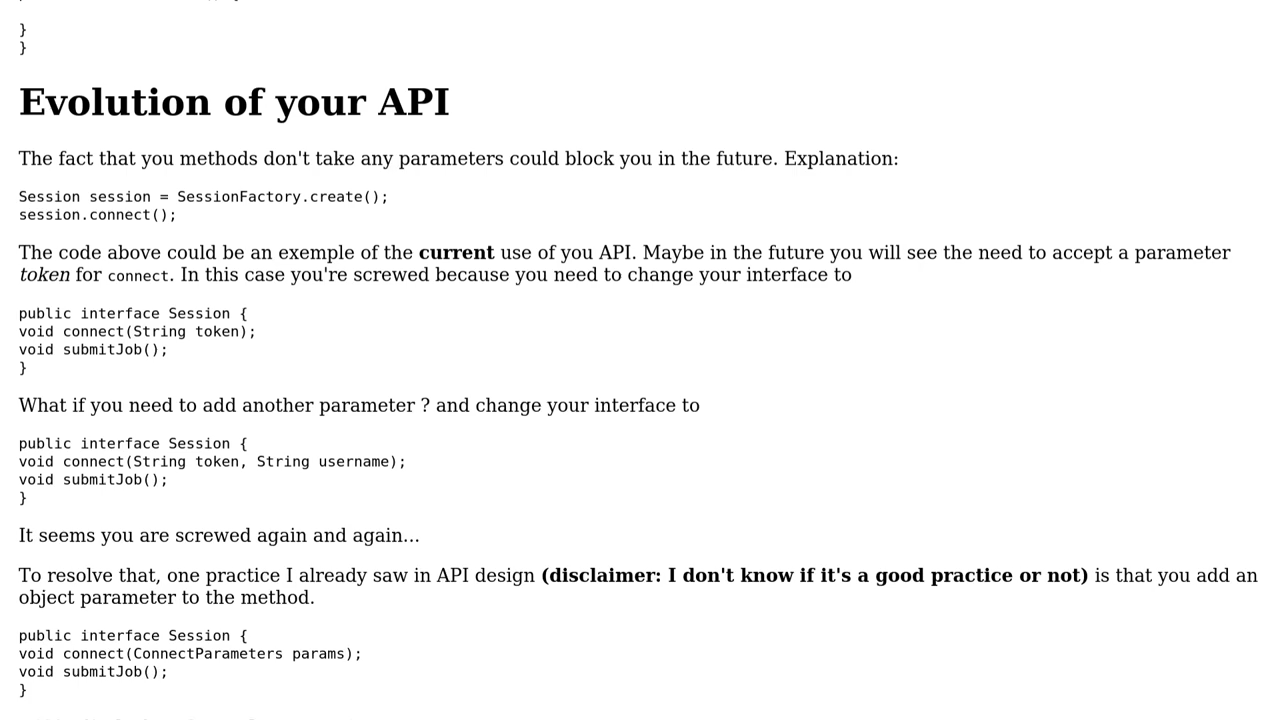 }
}
Evolution of your API
The fact that you methods don't take any parameters could block you in the future. Explanation:
Session session = SessionFactory.create();
session.connect();
The code above could be an exemple of the current use of you API. Maybe in the future you will see the need to accept a parameter
token for connect. In this case you're screwed because you need to change your interface to
public interface Session {
void connect(String token);
void submitJob();
}
What if you need to add another parameter ? and change your interface to
public interface Session {
void connect(String token, String username);
void submitJob();
}
It seems you are screwed again and again...
To resolve that, one practice I already saw in API design (disclaimer: I don't know if it's a good practice or not) is that you add an
object parameter to the method.
public interface Session {
void connect(ConnectParameters params);
void submitJob();
}